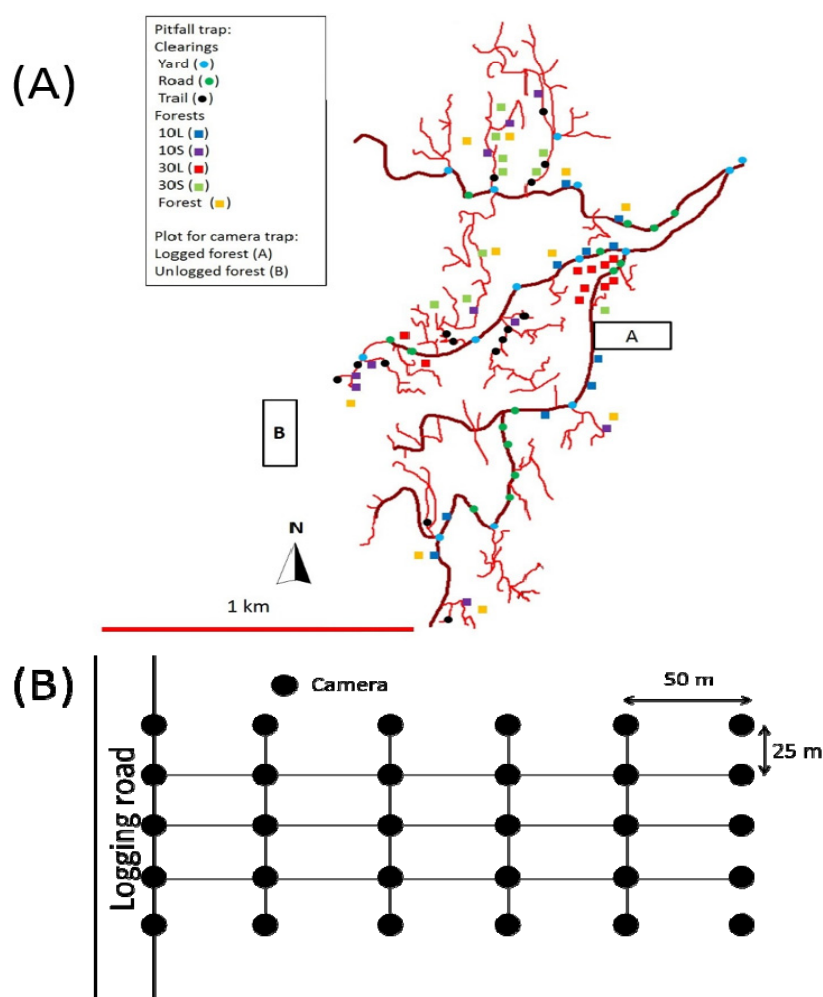 (A)
Pitfall trap:
Clearings
Yard (●)
Road (●)
Trail (●)
Forests
10L (■)
10S (■)
30L (■)
30S (■)
Forest (■)
Plot for camera trap:
Logged forest (A)
Unlogged forest (B)
A
B
N
1 km
(B)
Camera
50 m
25 m
Logging road